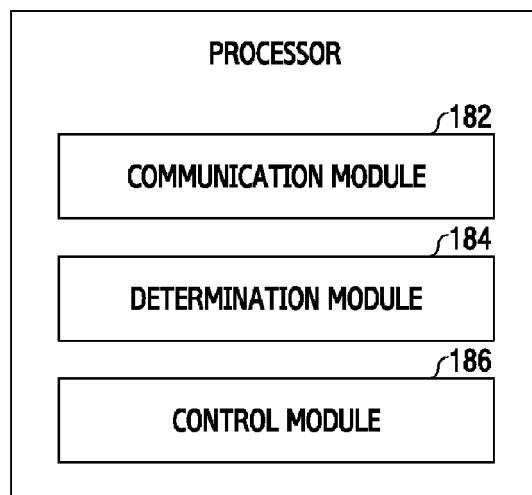 PROCESSOR
182
COMMUNICATION MODULE
184
DETERMINATION MODULE
186
CONTROL MODULE